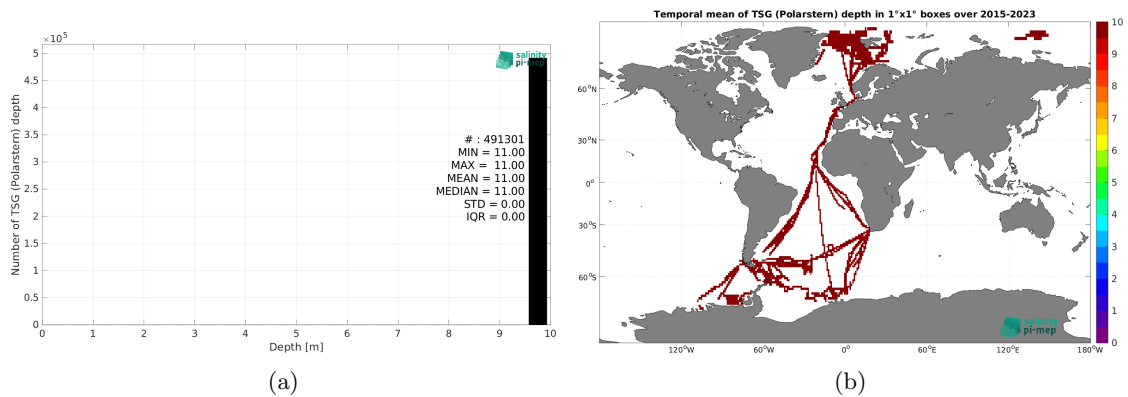 ×10⁵
5
4.5
4
3.5
3
2.5
2
1.5
1
0.5
0
Number of TSG (Polarstern) depth
salinity
pi-mep
# : 491301
MIN = 11.00
MAX = 11.00
MEAN = 11.00
MEDIAN = 11.00
STD = 0.00
IQR = 0.00
0 1 2 3 4 5 6 7 8 9 10
Depth [m]
(a)
Temporal mean of TSG (Polarstern) depth in 1°x1° boxes over 2015-2023
60°N
30°N
0°
30°S
60°S
120°W 60°W 0° 60°E 120°E 180°W
salinity
pi-mep
10
9
8
7
6
5
4
3
2
1
0
(b)